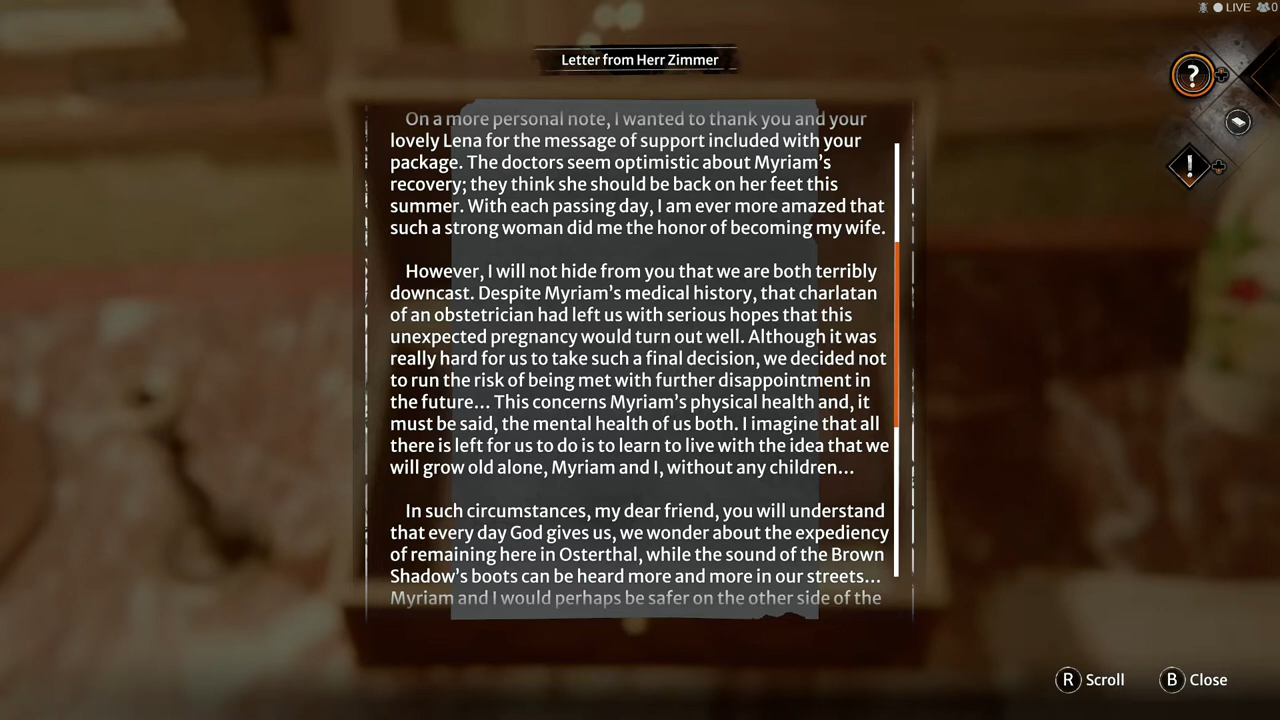 LIVE 0
Letter from Herr Zimmer
On a more personal note, I wanted to thank you and your
lovely Lena for the message of support included with your
package. The doctors seem optimistic about Myriam's
recovery; they think she should be back on her feet this
summer. With each passing day, I am ever more amazed that
such a strong woman did me the honor of becoming my wife.
However, I will not hide from you that we are both terribly
downcast. Despite Myriam's medical history, that charlatan
of an obstetrician had left us with serious hopes that this
unexpected pregnancy would turn out well. Although it was
really hard for us to take such a final decision, we decided not
to run the risk of being met with further disappointment in
the future... This concerns Myriam's physical health and, it
must be said, the mental health of us both. I imagine that all
there is left for us to do is to learn to live with the idea that we
will grow old alone, Myriam and I, without any children...
In such circumstances, my dear friend, you will understand
that every day God gives us, we wonder about the expediency
of remaining here in Osterthal, while the sound of the Brown
Shadow's boots can be heard more and more in our streets...
Myriam and I would perhaps be safer on the other side of the
?
!
R Scroll B Close